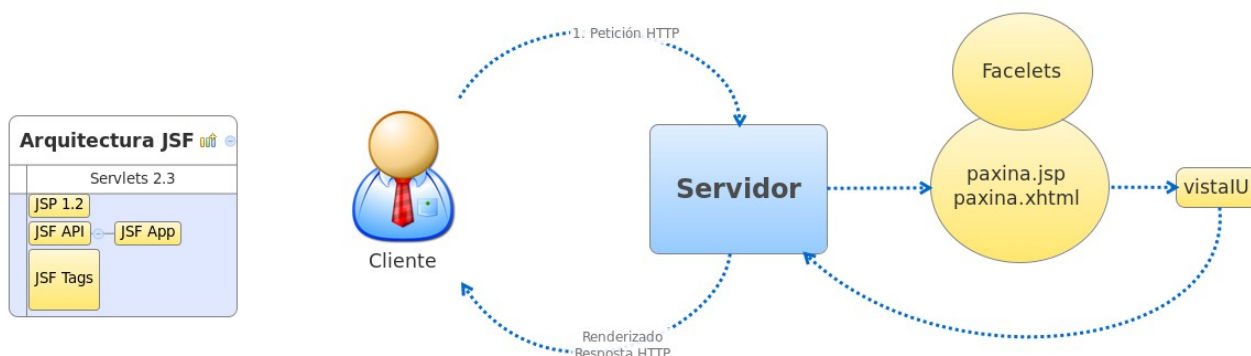 Arquitectura JSF
Servlets 2.3
JSP 1.2
JSF API
JSF App
JSF Tags
1. Petición HTTP
Cliente
Servidor
Facelets
paxina.jsp
paxina.xhtml
vistaIU
Renderizado
Resposta HTTP